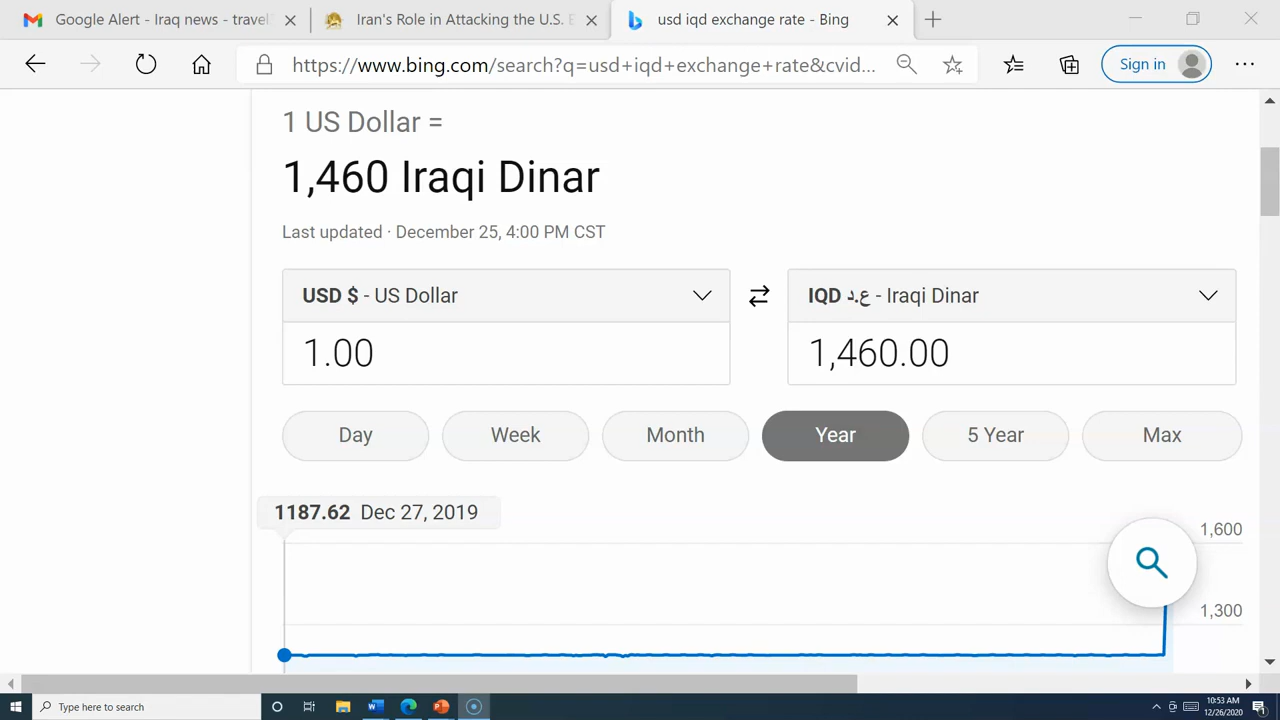 Google Alert - Iraq news - travel
Iran's Role in Attacking the U.S. E
usd iqd exchange rate - Bing
https://www.bing.com/search?q=usd+iqd+exchange+rate&cvid...
Sign in
1 US Dollar =
1,460 Iraqi Dinar
Last updated · December 25, 4:00 PM CST
USD $ - US Dollar
IQD ع.د - Iraqi Dinar
1.00
1,460.00
Day
Week
Month
Year
5 Year
Max
1187.62 Dec 27, 2019
1,600
1,300
Type here to search
10:53 AM
12/26/2020